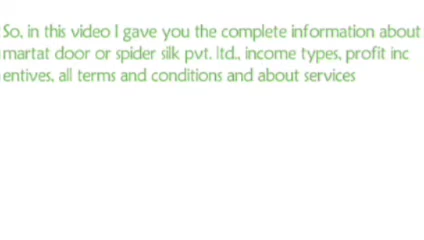 So, in this video I gave you the complete information about
martat door or spider silk pvt. ltd., income types, profit inc
entives, all terms and conditions and about services